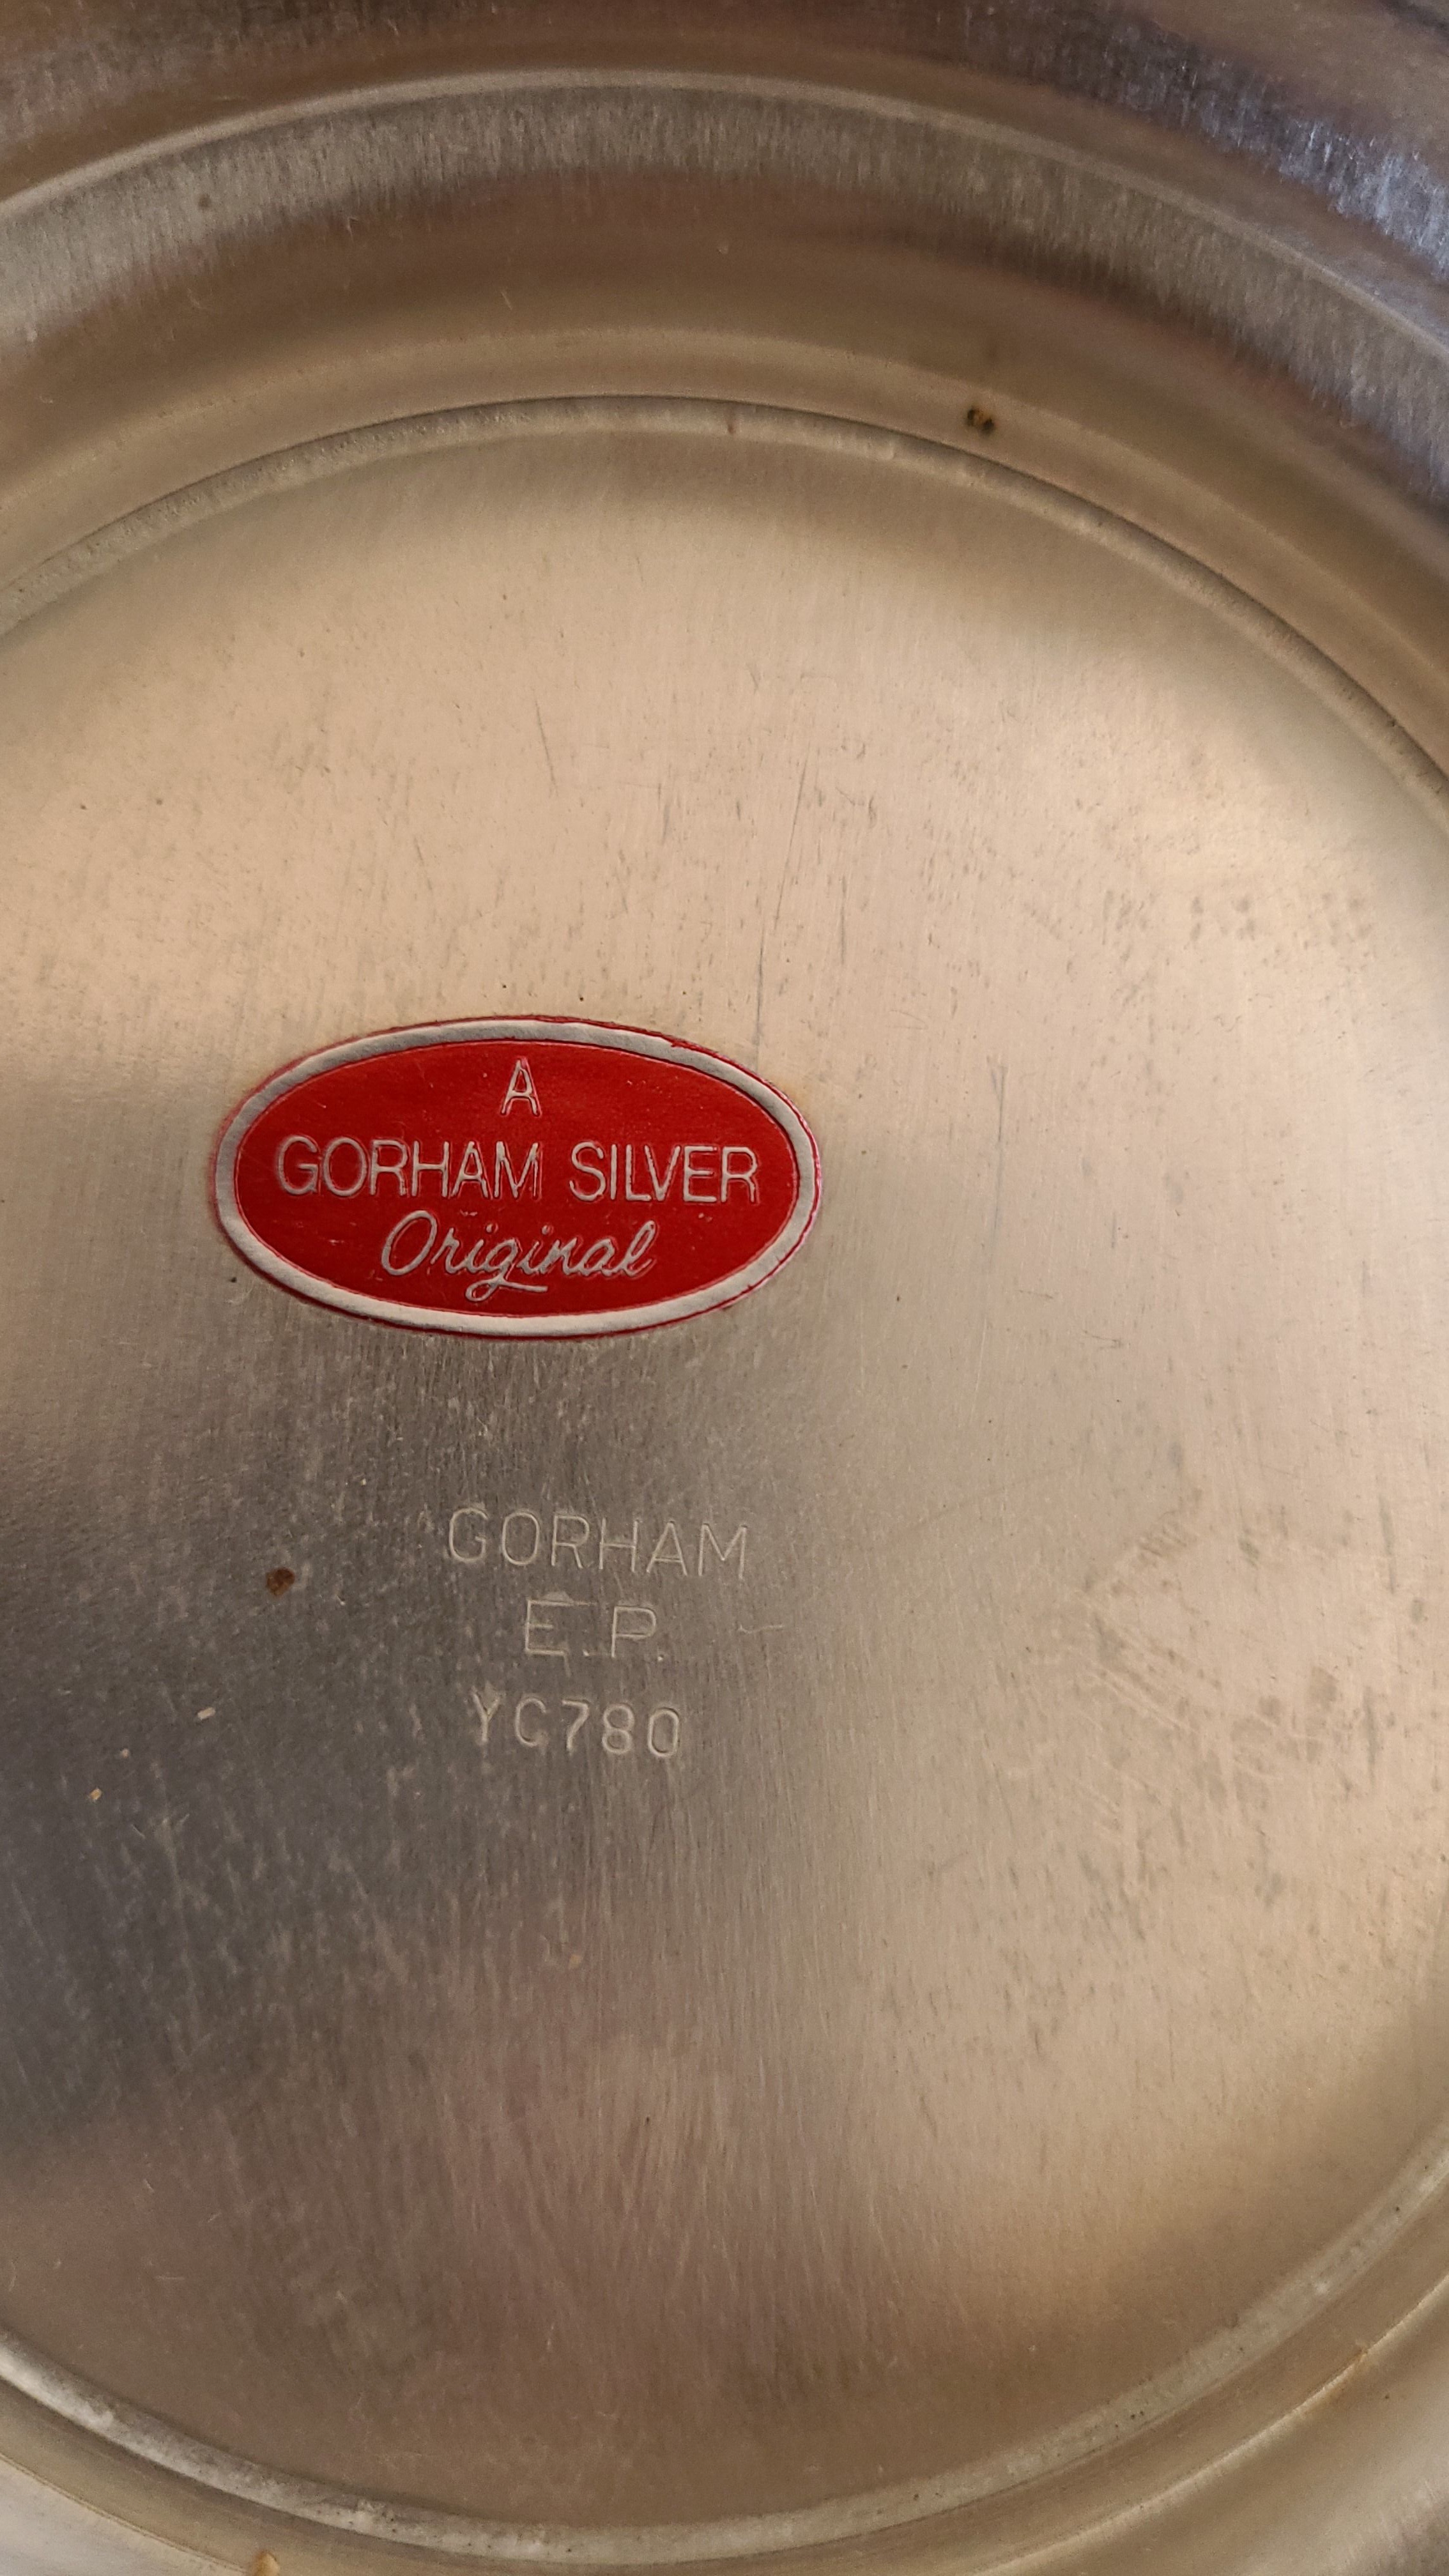 A
GORHAM SILVER
Original
GORHAM
E.P.
YC780